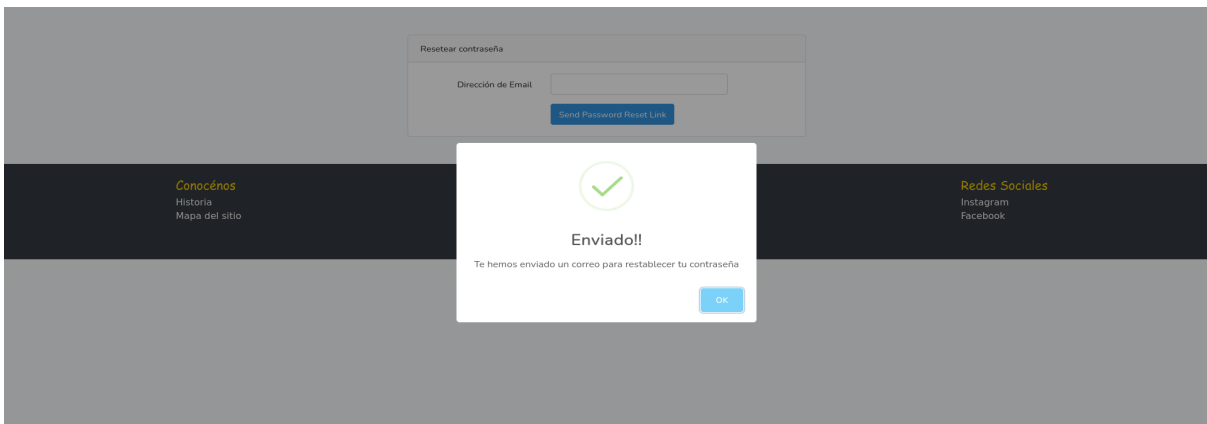 Resetear contraseña
Dirección de Email
Send Password Reset Link
Enviado!!
Te hemos enviado un correo para restablecer tu contraseña
OK
Conocénos
Historia
Mapa del sitio
Redes Sociales
Instagram
Facebook